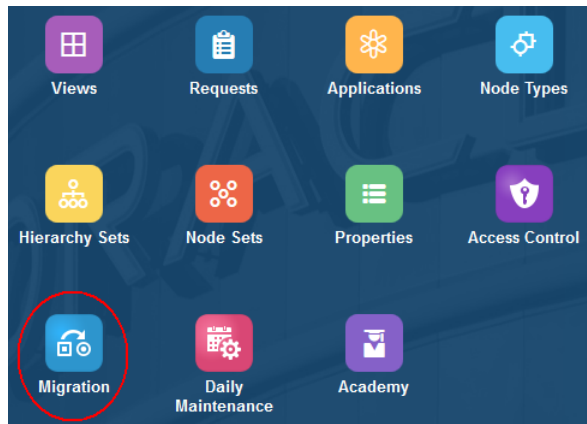 Views
Requests
Applications
Node Types
Hierarchy Sets
Node Sets
Properties
Access Control
Migration
Daily
Maintenance
Academy